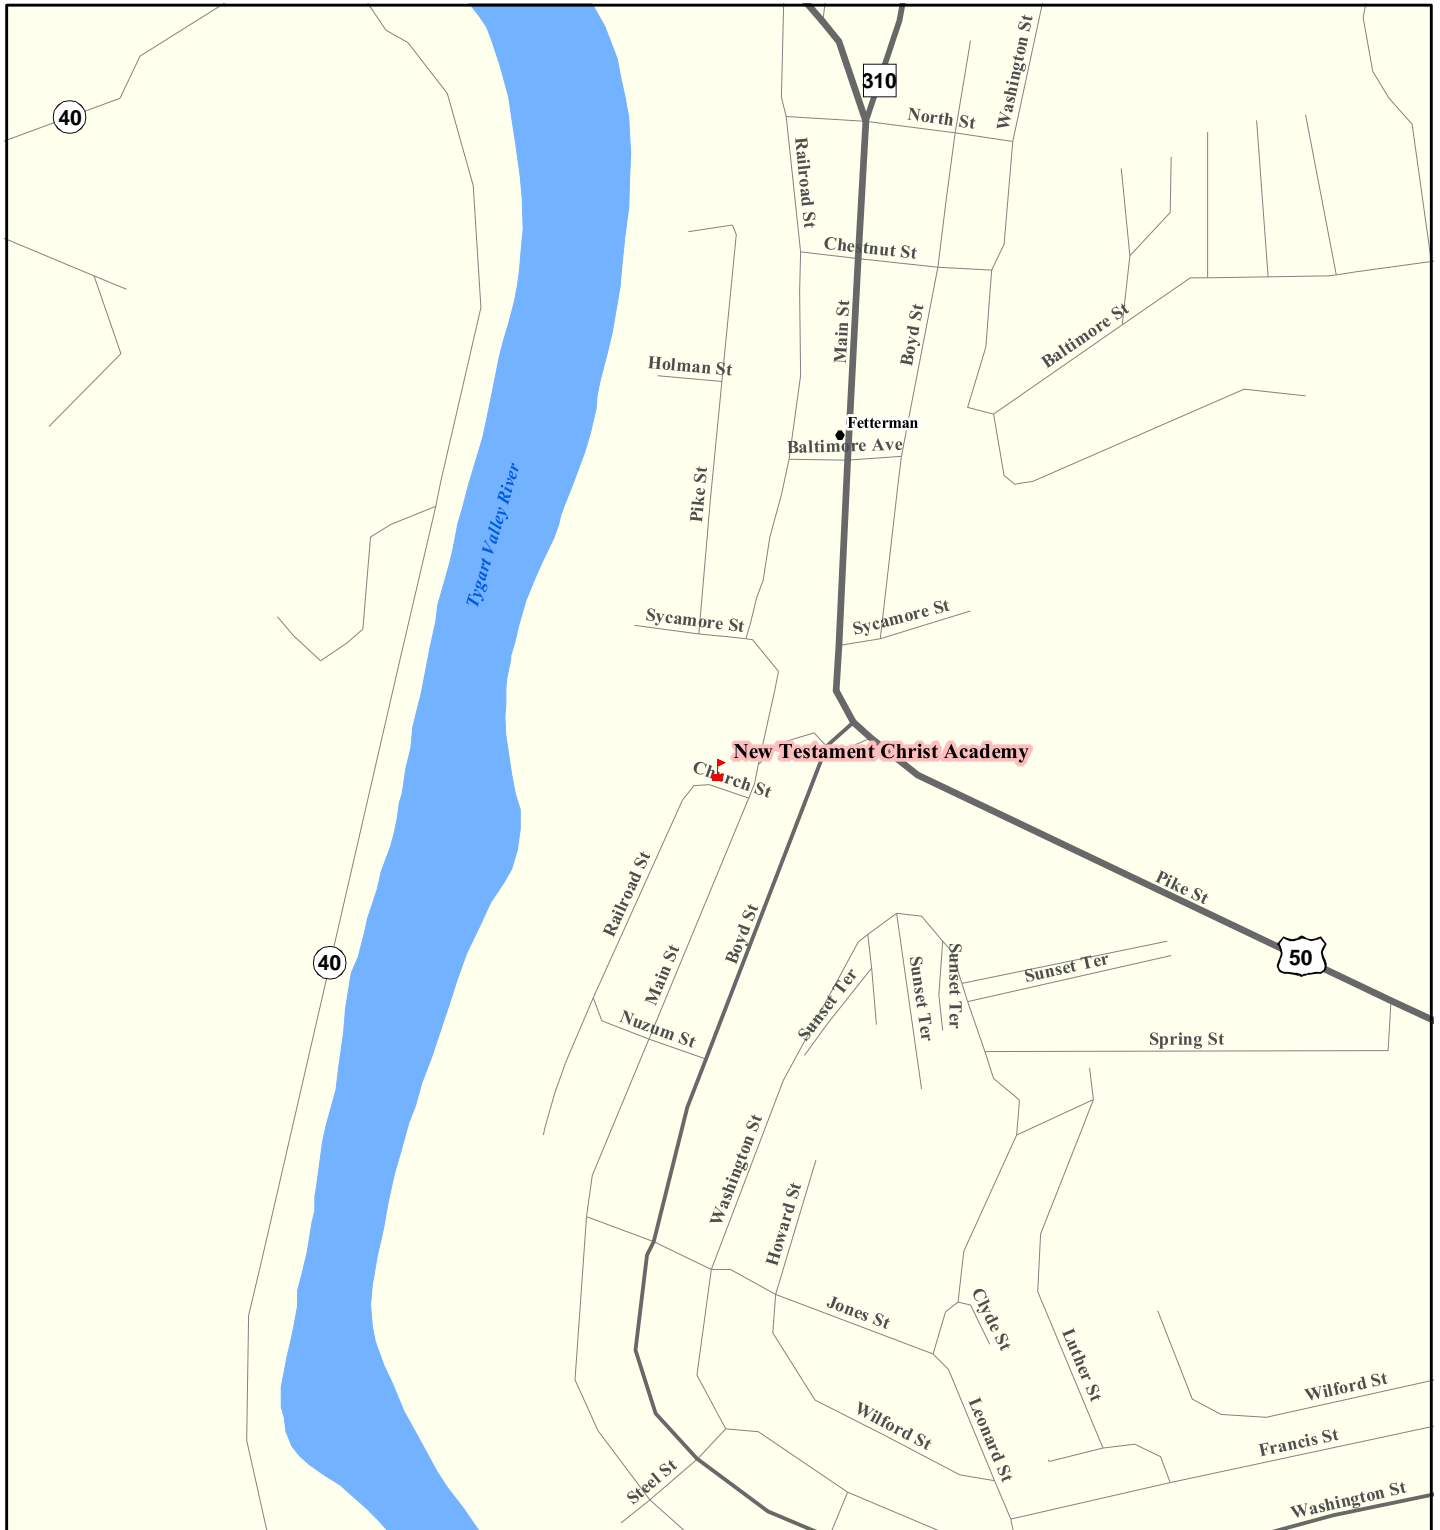 Washington St
310
40
North St
Railroad St
Chestnut St
Main St
Boyd St
Baltimore St
Holman St
Fetterman
Baltimore Ave
Pike St
Tygart Valley River
Sycamore St
Sycamore St
New Testament Christ Academy
Church St
Railroad St
Pike St
Boyd St
50
40
Main St
Sunset Ter
Sunset Ter
Sunset Ter
Sunset Ter
Nuzum St
Spring St
Washington St
Howard St
Jones St
Clyde St
Luther St
Wilford St
Wilford St
Leonard St
Francis St
Steel St
Washington St